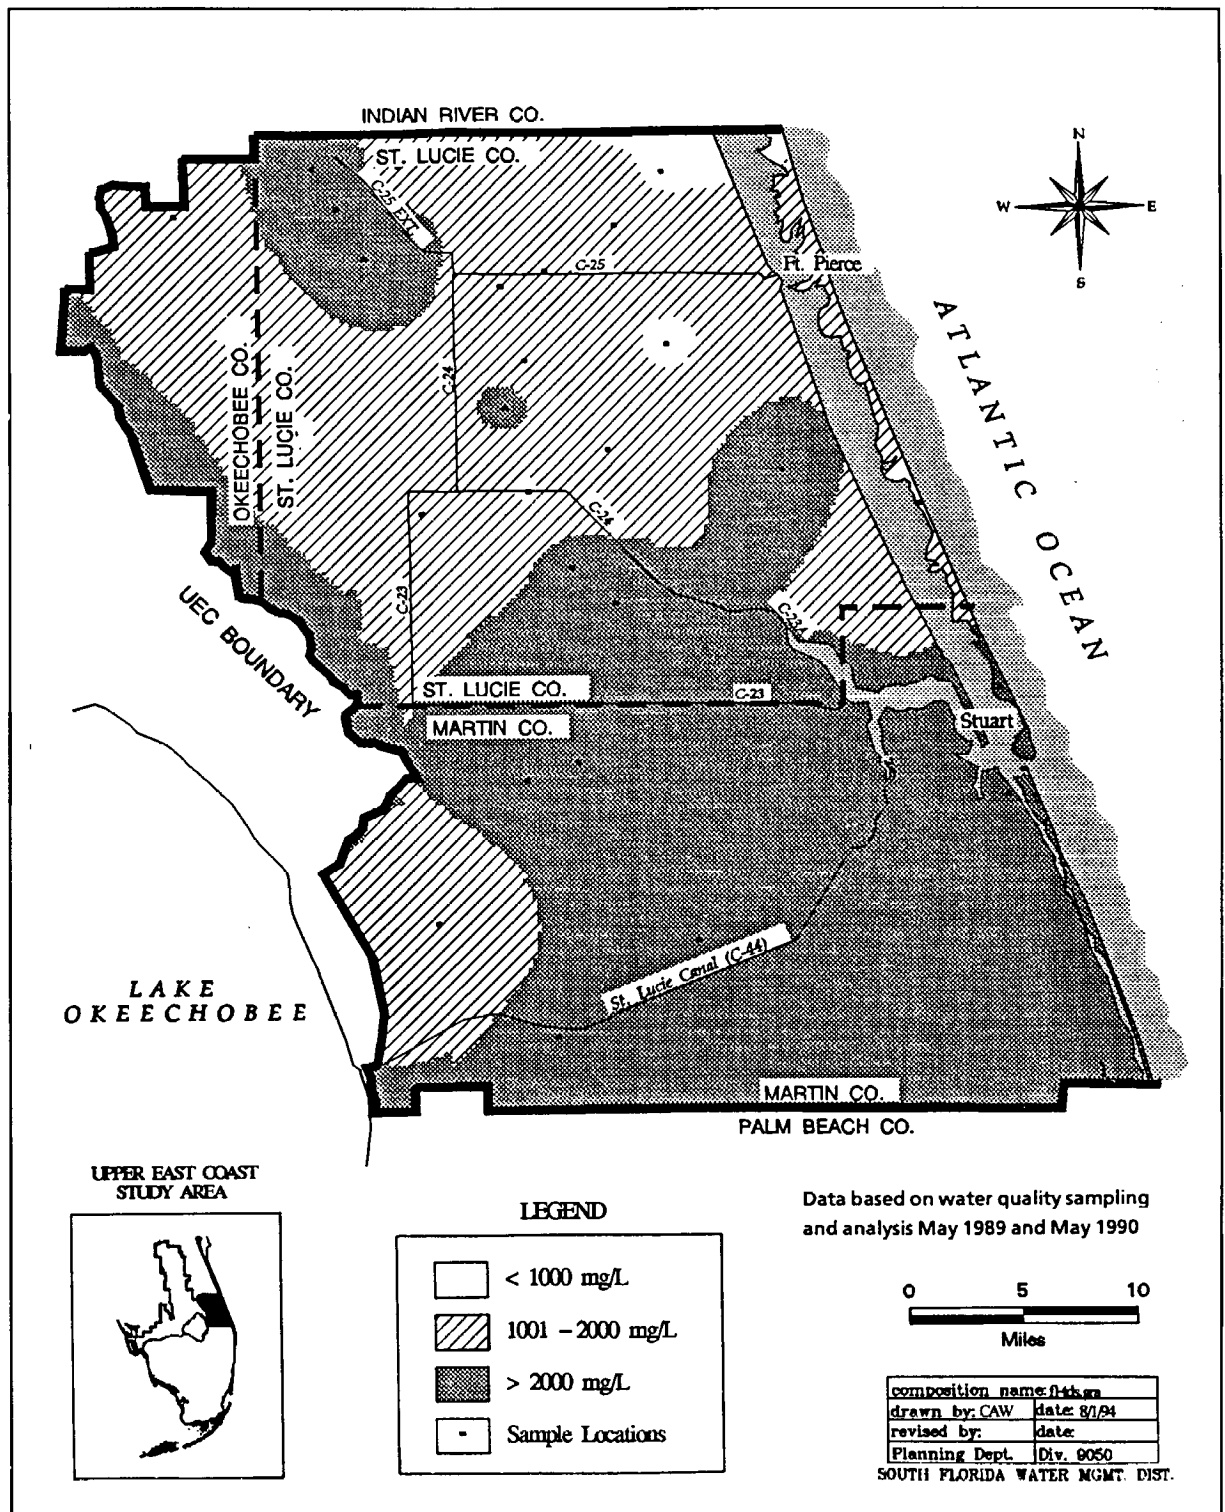 INDIAN RIVER CO.
ST. LUCIE CO.
C-25 EXT.
N
W
E
S
C-25
Ft. Pierce
ATLANTIC OCEAN
OKEECHOBEE CO.
ST. LUCIE CO.
C-24
C-24
C-23
C-23A
UEC BOUNDARY
ST. LUCIE CO.
C-23
MARTIN CO.
Stuart
St. Lucie Canal (C-44)
LAKE
OKEECHOBEE
MARTIN CO.
PALM BEACH CO.
UPPER EAST COAST
STUDY AREA
LEGEND
< 1000 mg/L
1001 – 2000 mg/L
> 2000 mg/L
Sample Locations
Data based on water quality sampling
and analysis May 1989 and May 1990
0 5 10
Miles
composition name:
drawn by: CAW date: 8/1/94
revised by: date:
Planning Dept. Div. 9050
SOUTH FLORIDA WATER MGMT. DIST.